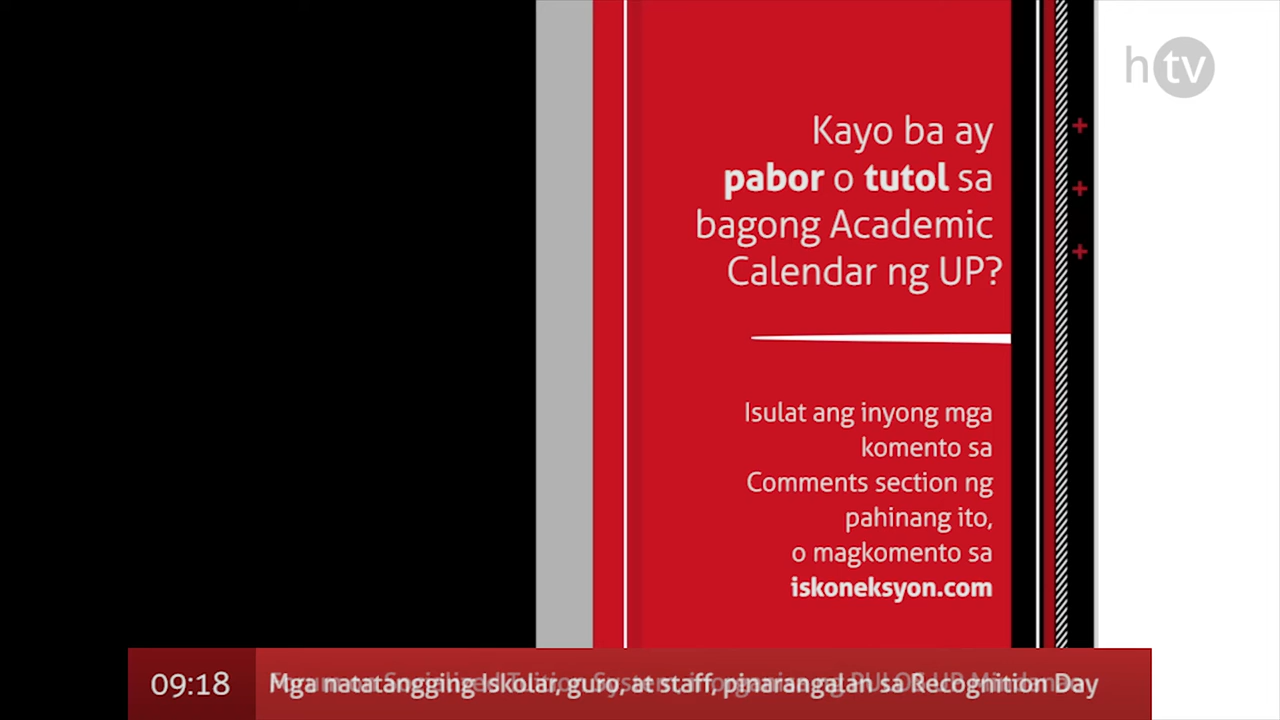 htv
Kayo ba ay
pabor o tutol sa
bagong Academic
Calendar ng UP?
Isulat ang inyong mga
komento sa
Comments section ng
pahinang ito,
o magkomento sa
iskoneksyon.com
09:18
Mga natatangging Iskolar, guro, at staff, pinarangalan sa Recognition Day